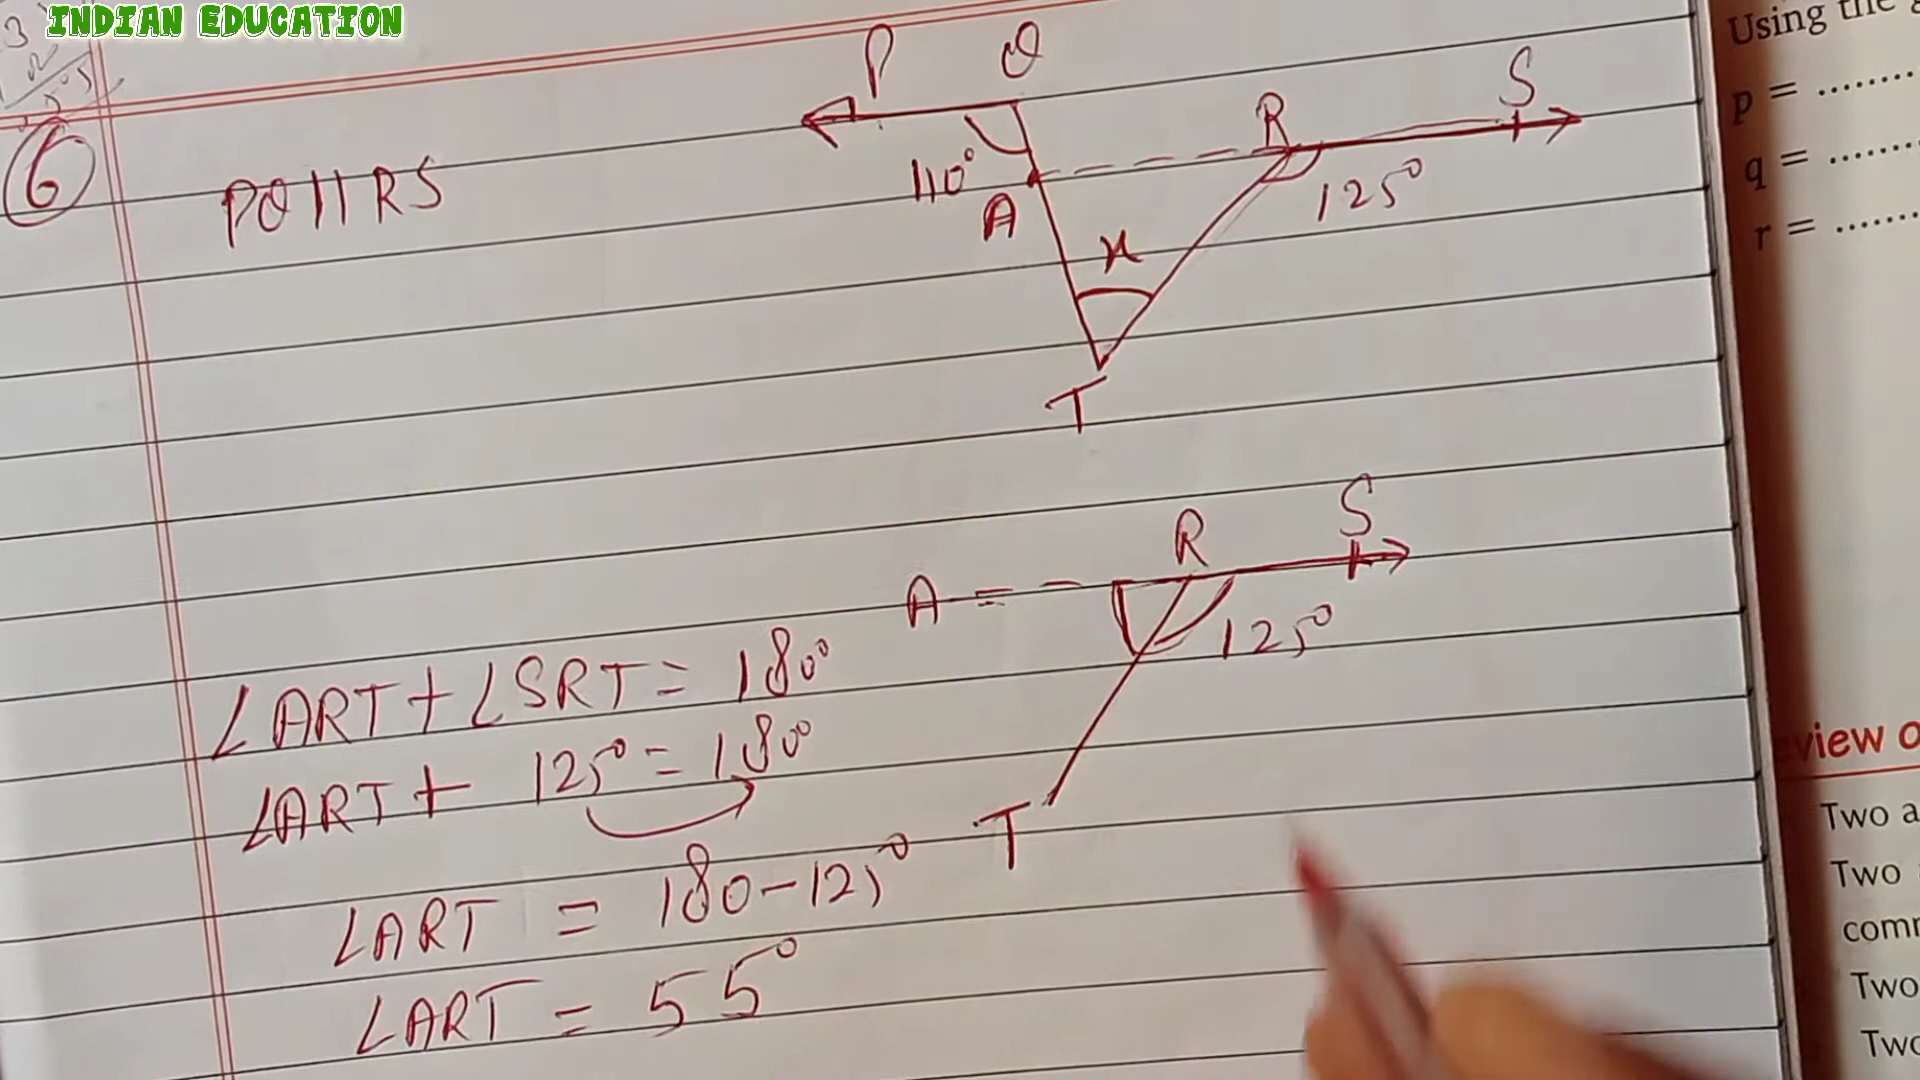 INDIAN EDUCATION
6
PQ || RS
P Q R S
110°
A
x
125°
T
A R S
125°
T
∠ART + ∠SRT = 180°
∠ART + 125° = 180°
∠ART = 180 - 125°
∠ART = 55°
Using the
p = ........
q = ........
r = ........
view o
Two a
Two
Two
Two